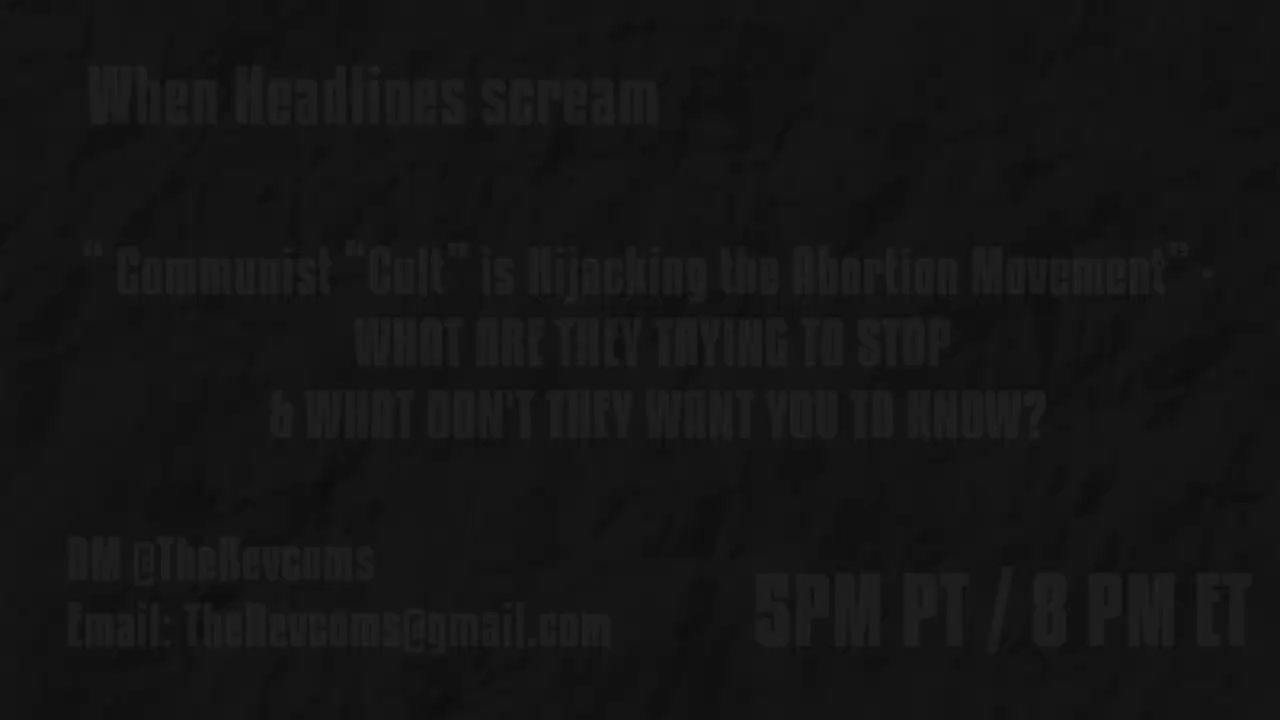 When Headlines scream
“ Communist “Cult” is Hijacking the Abortion Movement” -
WHAT ARE THEY TRYING TO STOP
& WHAT DON'T THEY WANT YOU TO KNOW?
DM @TheRevcoms
Email: TheRevcoms@gmail.com
5PM PT / 8 PM ET